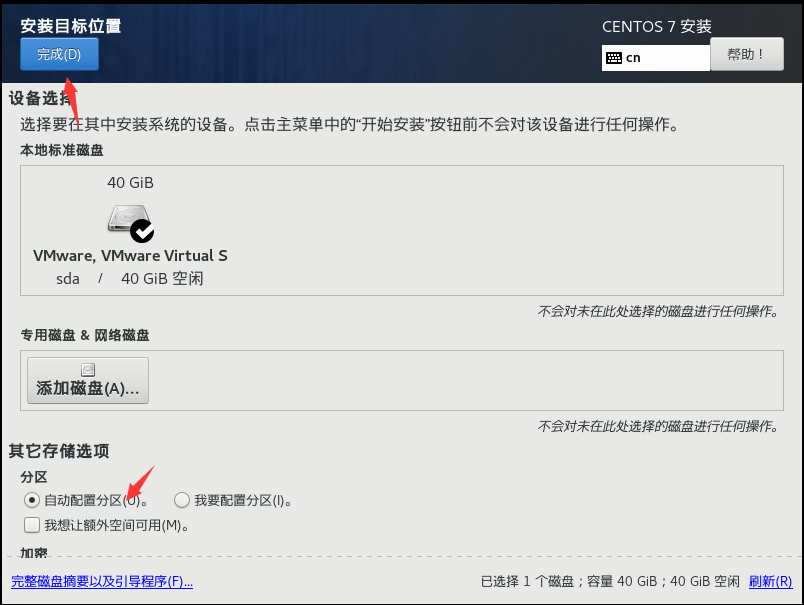 安装目标位置
CENTOS 7 安装
完成(D)
cn
帮助！
设备选择
选择要在其中安装系统的设备。点击主菜单中的“开始安装”按钮前不会对该设备进行任何操作。
本地标准磁盘
40 GiB
VMware, VMware Virtual S
sda / 40 GiB 空闲
不会对未在此处选择的磁盘进行任何操作。
专用磁盘 & 网络磁盘
添加磁盘(A)...
不会对未在此处选择的磁盘进行任何操作。
其它存储选项
分区
自动配置分区(U)。 我要配置分区(I)。
我想让额外空间可用(M)。
加密
完整磁盘摘要以及引导程序(F)... 已选择 1 个磁盘；容量 40 GiB；40 GiB 空闲 刷新(R)